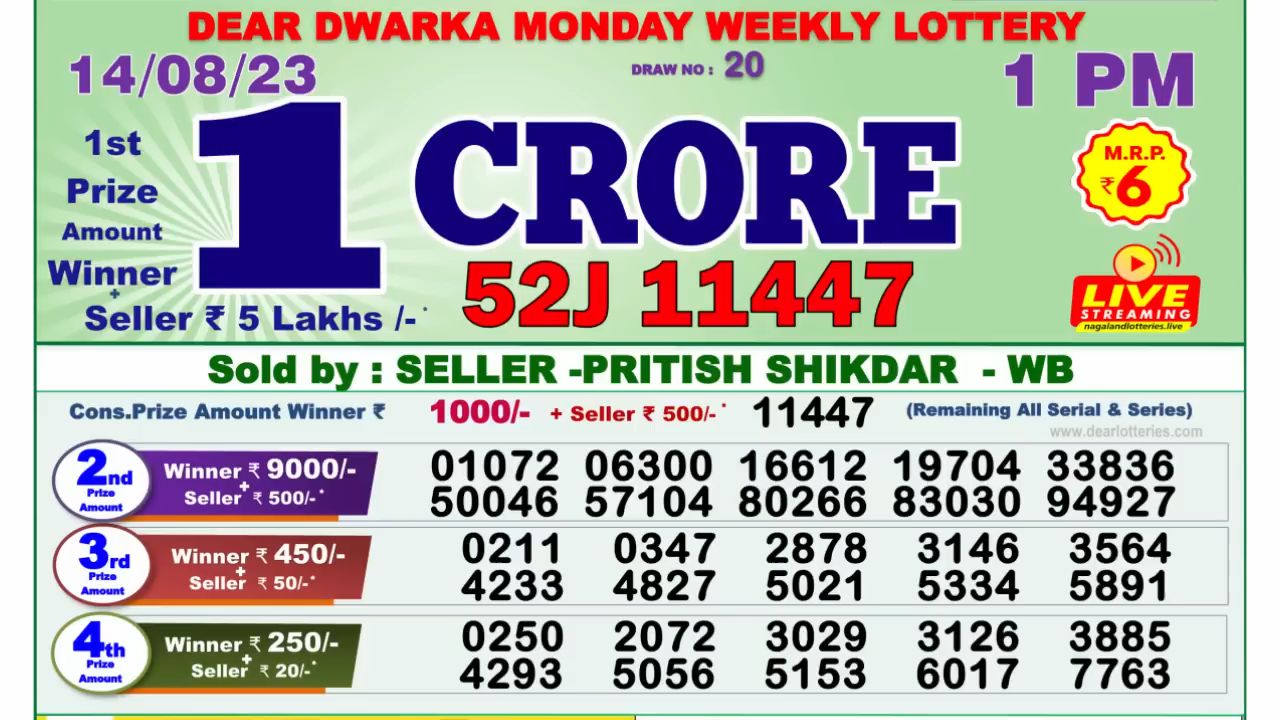 DEAR DWARKA MONDAY WEEKLY LOTTERY
14/08/23 DRAW NO : 20 1 PM
1st
Prize
Amount
Winner
+
Seller ₹ 5 Lakhs /-*
1 CRORE
52J 11447
M.R.P.
₹6
LIVE
STREAMING
nagalandlotteries.live
Sold by : SELLER -PRITISH SHIKDAR - WB
Cons.Prize Amount Winner ₹ 1000/- + Seller ₹ 500/-* 11447 (Remaining All Serial & Series)
www.dearlotteries.com
2nd Prize Amount
Winner ₹ 9000/-
+
Seller ₹ 500/-*
01072 06300 16612 19704 33836
50046 57104 80266 83030 94927
3rd Prize Amount
Winner ₹ 450/-
+
Seller ₹ 50/-*
0211 0347 2878 3146 3564
4233 4827 5021 5334 5891
4th Prize Amount
Winner ₹ 250/-
+
Seller ₹ 20/-*
0250 2072 3029 3126 3885
4293 5056 5153 6017 7763